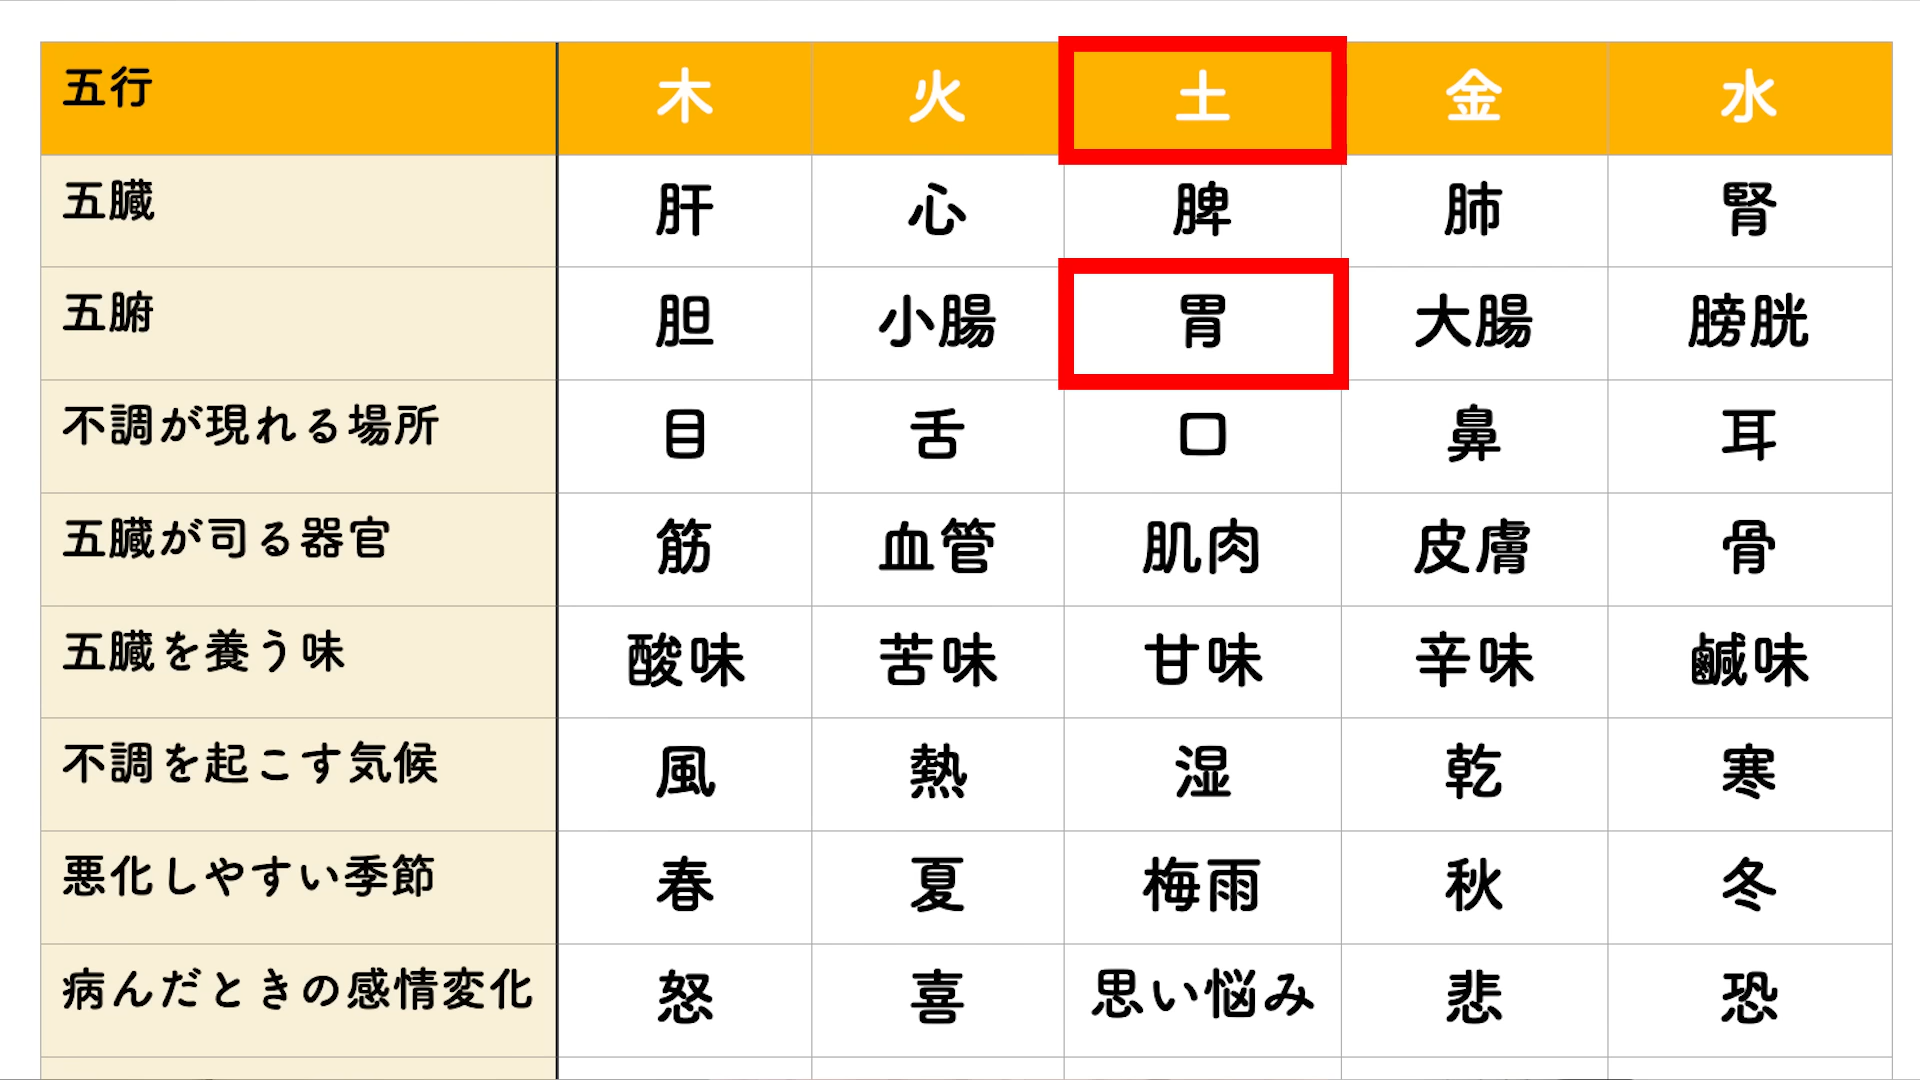 五行 木 火 土 金 水
五臓 肝 心 脾 肺 腎
五腑 胆 小腸 胃 大腸 膀胱
不調が現れる場所 目 舌 口 鼻 耳
五臓が司る器官 筋 血管 肌肉 皮膚 骨
五臓を養う味 酸味 苦味 甘味 辛味 鹹味
不調を起こす気候 風 熱 湿 乾 寒
悪化しやすい季節 春 夏 梅雨 秋 冬
病んだときの感情変化 怒 喜 思い悩み 悲 恐